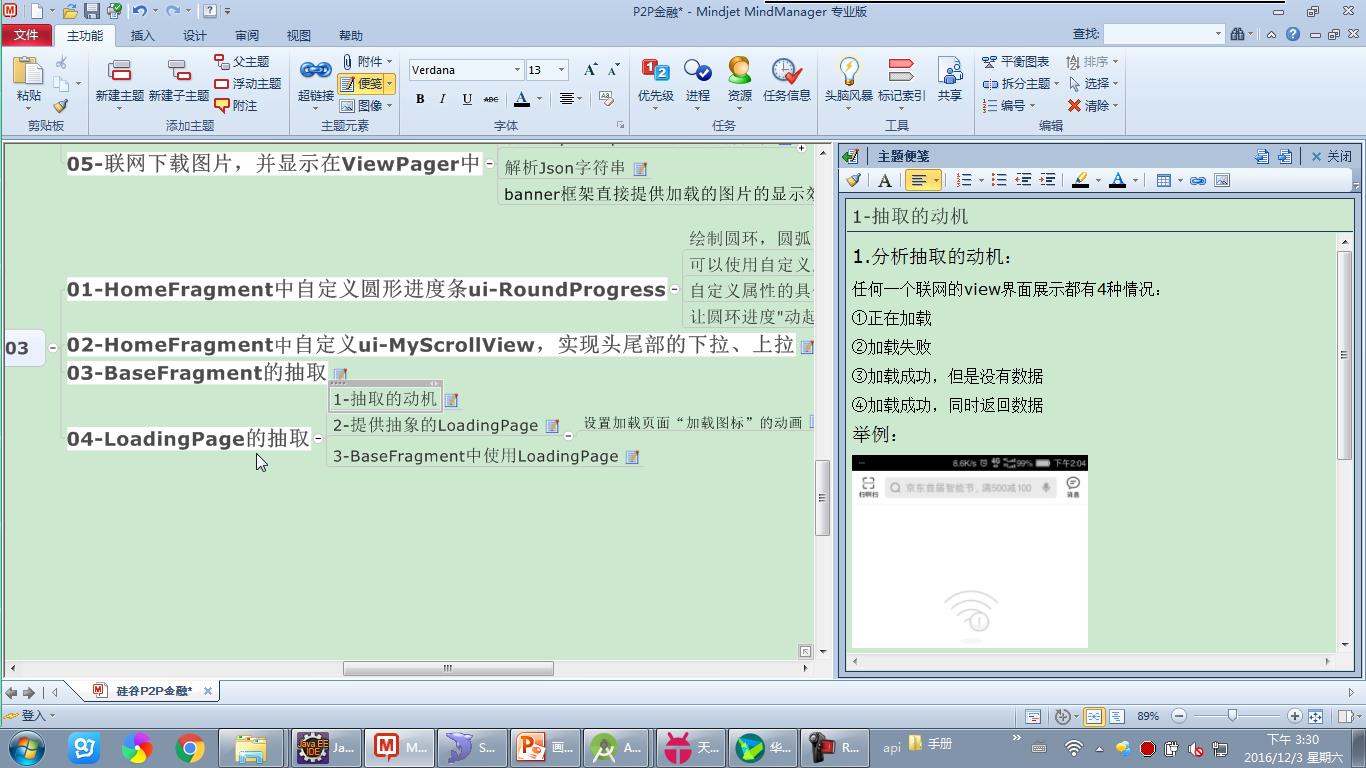 P2P金融* - Mindjet MindManager 专业版
文件 主功能 插入 设计 审阅 视图 帮助 查找:
粘贴
剪贴板
新建主题 新建子主题
父主题
浮动主题
附注
添加主题
超链接
附件
便笺
图像
主题元素
Verdana 13
B I U ABC A
字体
优先级 进程 资源 任务信息
任务
头脑风暴 标记索引 共享
工具
平衡图表 排序
拆分主题 选择
编号 清除
编辑
05-联网下载图片，并显示在ViewPager中
解析Json字符串
banner框架直接提供加载的图片的显示效
绘制圆环，圆弧
可以使用自定义
01-HomeFragment中自定义圆形进度条ui-RoundProgress
自定义属性的具
让圆环进度"动起
03
02-HomeFragment中自定义ui-MyScrollView，实现头尾部的下拉、上拉
03-BaseFragment的抽取
1-抽取的动机
2-提供抽象的LoadingPage
设置加载页面“加载图标”的动画
04-LoadingPage的抽取
3-BaseFragment中使用LoadingPage
主题便笺 关闭
1-抽取的动机
1.分析抽取的动机：
任何一个联网的view界面展示都有4种情况：
①正在加载
②加载失败
③加载成功，但是没有数据
④加载成功，同时返回数据
举例：
8.6K/s 99% 下午2:04
扫啊扫 京东首届智能节，满500减100 消息
硅谷P2P金融*
登入 89%
Ja... M... S... 画... A... 天... 华... R... api 手册
下午 3:30
2016/12/3 星期六